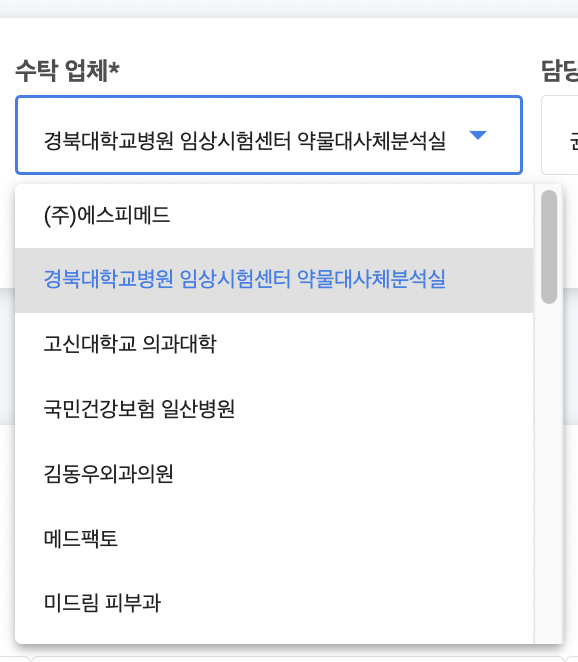 수탁 업체*
경북대학교병원 임상시험센터 약물대사체분석실
(주)에스피메드
경북대학교병원 임상시험센터 약물대사체분석실
고신대학교 의과대학
국민건강보험 일산병원
김동우외과의원
메드팩토
미드림 피부과